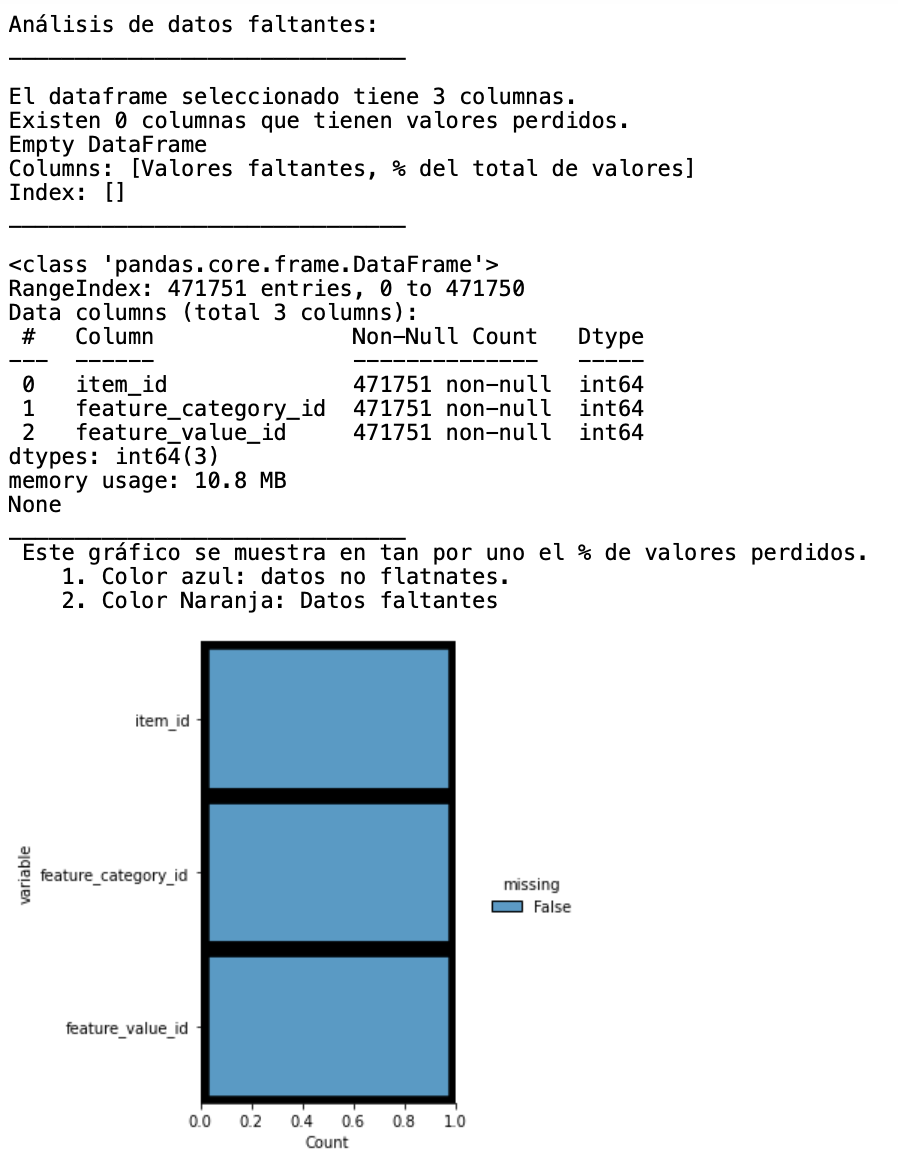 Análisis de datos faltantes:
______________________________
El dataframe seleccionado tiene 3 columnas.
Existen 0 columnas que tienen valores perdidos.
Empty DataFrame
Columns: [Valores faltantes, % del total de valores]
Index: []
______________________________
<class 'pandas.core.frame.DataFrame'>
RangeIndex: 471751 entries, 0 to 471750
Data columns (total 3 columns):
 #   Column               Non-Null Count   Dtype
---  ------               --------------   -----
 0   item_id              471751 non-null  int64
 1   feature_category_id  471751 non-null  int64
 2   feature_value_id     471751 non-null  int64
dtypes: int64(3)
memory usage: 10.8 MB
None
______________________________
 Este gráfico se muestra en tan por uno el % de valores perdidos.
    1. Color azul: datos no flatnates.
    2. Color Naranja: Datos faltantes
item_id
feature_category_id
feature_value_id
variable
0.0 0.2 0.4 0.6 0.8 1.0
Count
missing
False